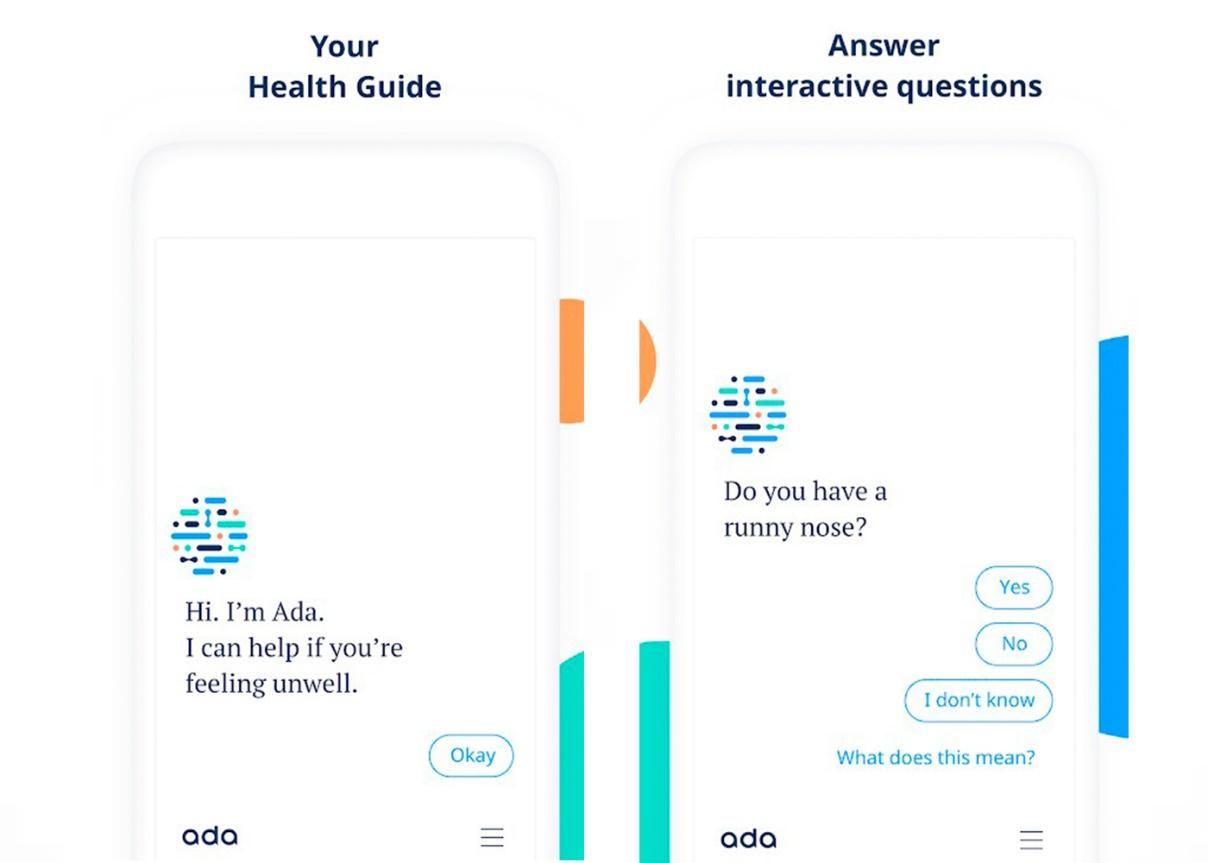 Your
Health Guide
Hi. I’m Ada.
I can help if you’re
feeling unwell.
Okay
ada
Answer
interactive questions
Do you have a
runny nose?
Yes
No
I don’t know
What does this mean?
ada